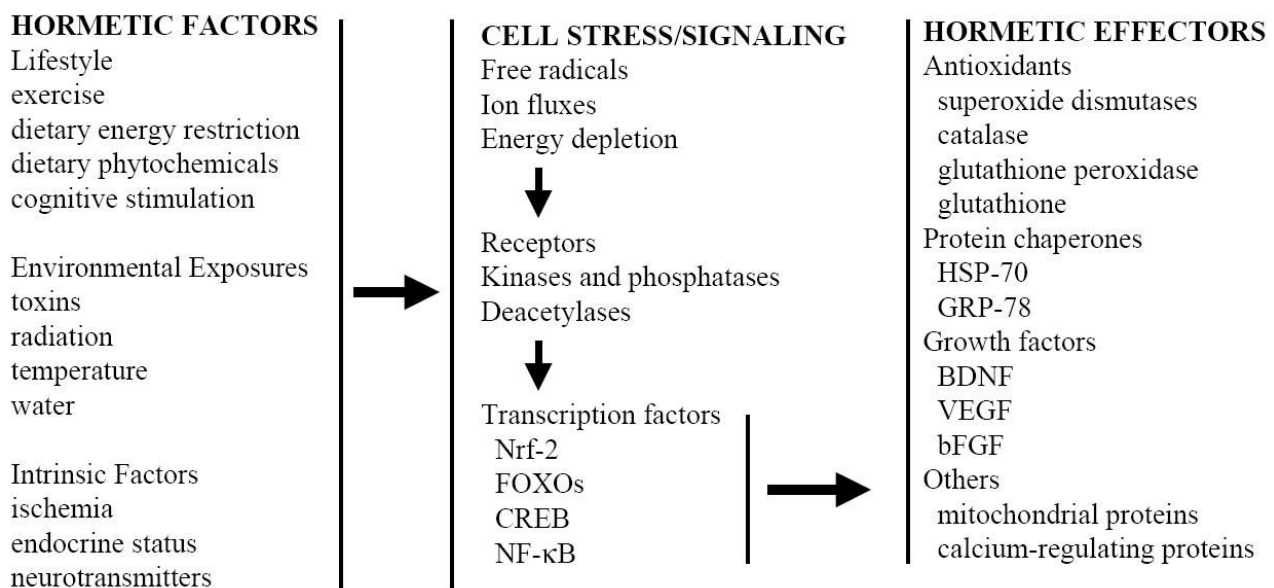 HORMETIC FACTORS
Lifestyle
exercise
dietary energy restriction
dietary phytochemicals
cognitive stimulation
Environmental Exposures
toxins
radiation
temperature
water
Intrinsic Factors
ischemia
endocrine status
neurotransmitters
CELL STRESS/SIGNALING
Free radicals
Ion fluxes
Energy depletion
Receptors
Kinases and phosphatases
Deacetylases
Transcription factors
Nrf-2
FOXOs
CREB
NF-κB
HORMETIC EFFECTORS
Antioxidants
superoxide dismutases
catalase
glutathione peroxidase
glutathione
Protein chaperones
HSP-70
GRP-78
Growth factors
BDNF
VEGF
bFGF
Others
mitochondrial proteins
calcium-regulating proteins